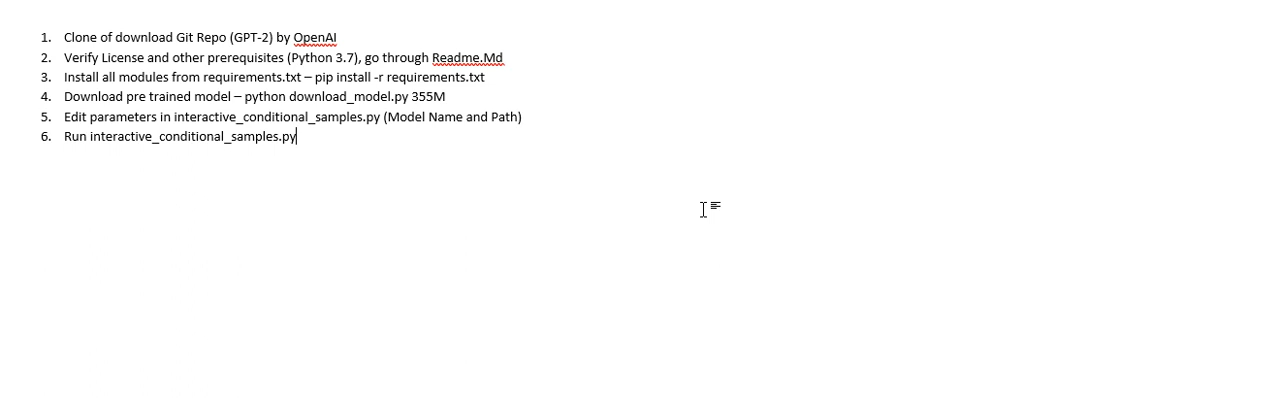 1. Clone of download Git Repo (GPT-2) by OpenAI
2. Verify License and other prerequisites (Python 3.7), go through Readme.Md
3. Install all modules from requirements.txt – pip install -r requirements.txt
4. Download pre trained model – python download_model.py 355M
5. Edit parameters in interactive_conditional_samples.py (Model Name and Path)
6. Run interactive_conditional_samples.py